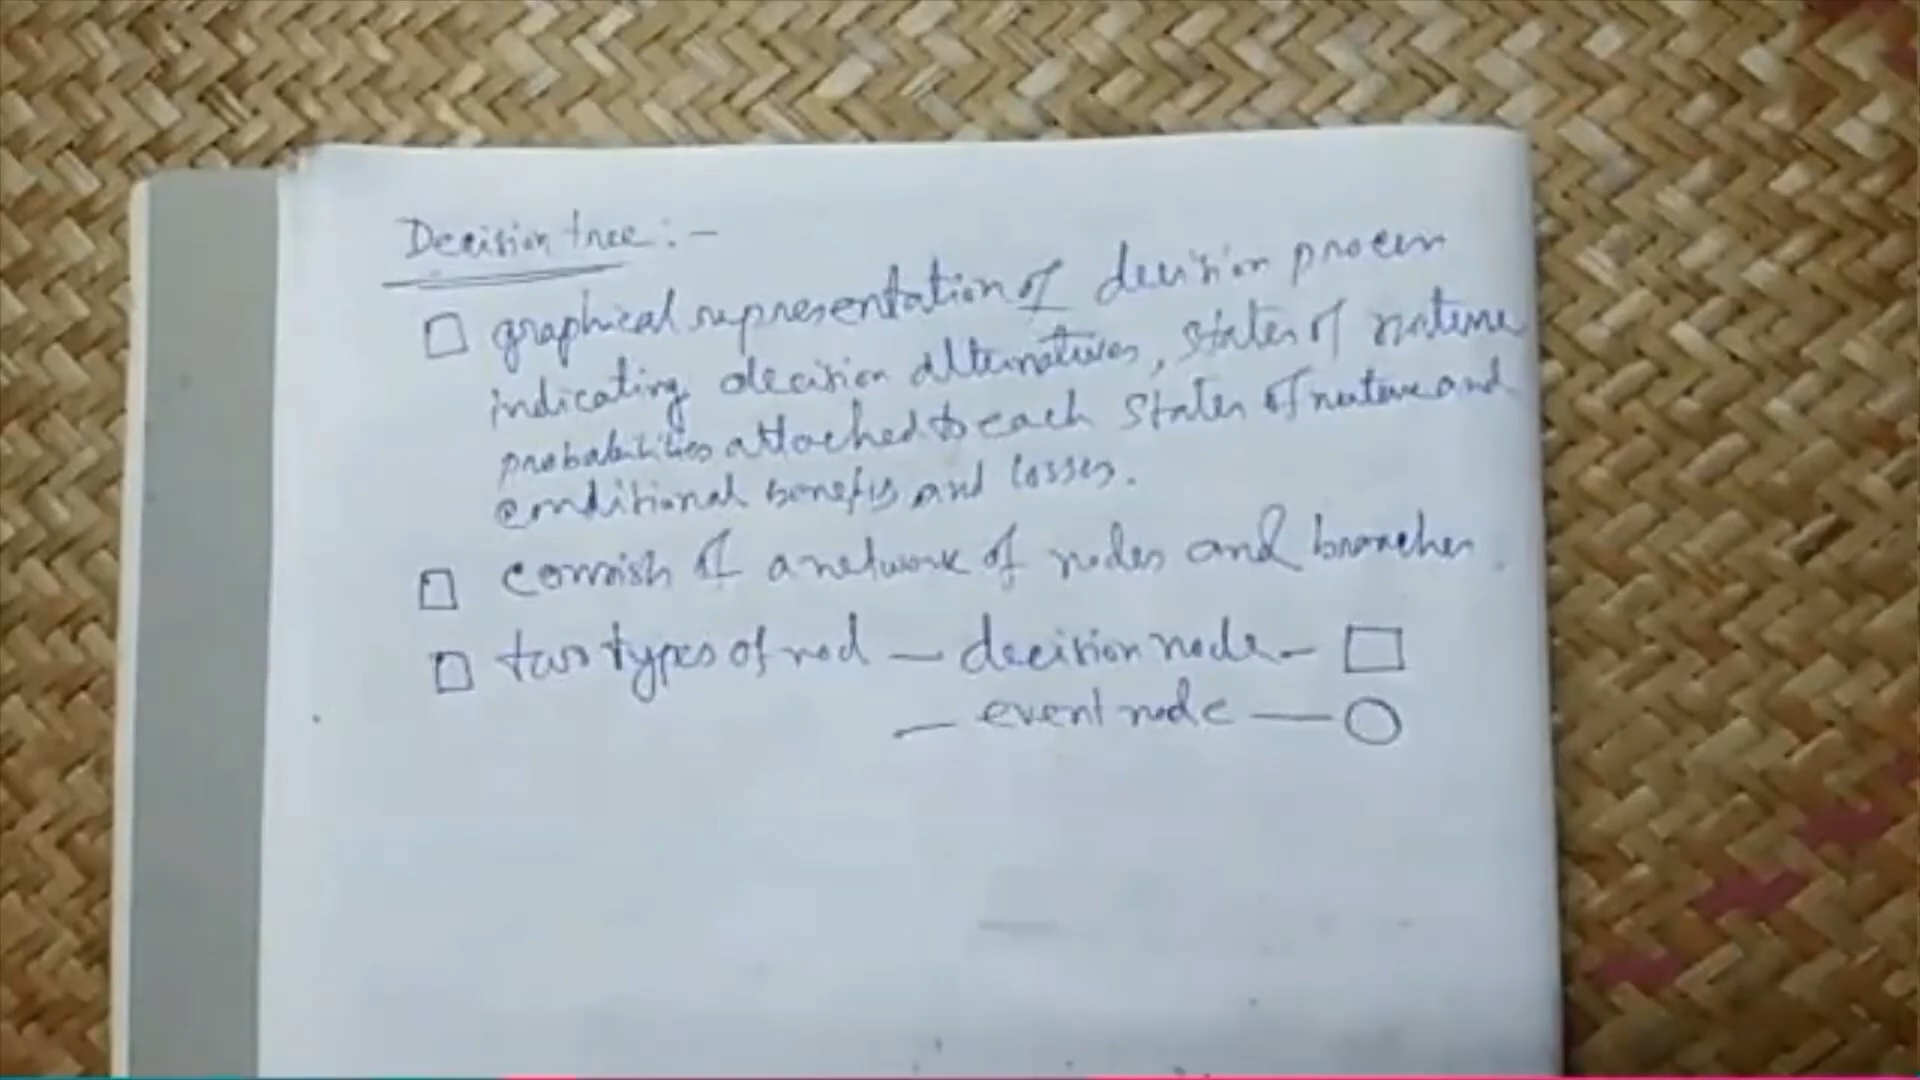 Decision tree :-
□ graphical representation of decision process
indicating decision alternatives, states of nature
probabilities attached to each states of nature and
conditional benefits and losses.
□ consists of a network of nodes and branches.
□ two types of nod — decision node - □
— event node — ○